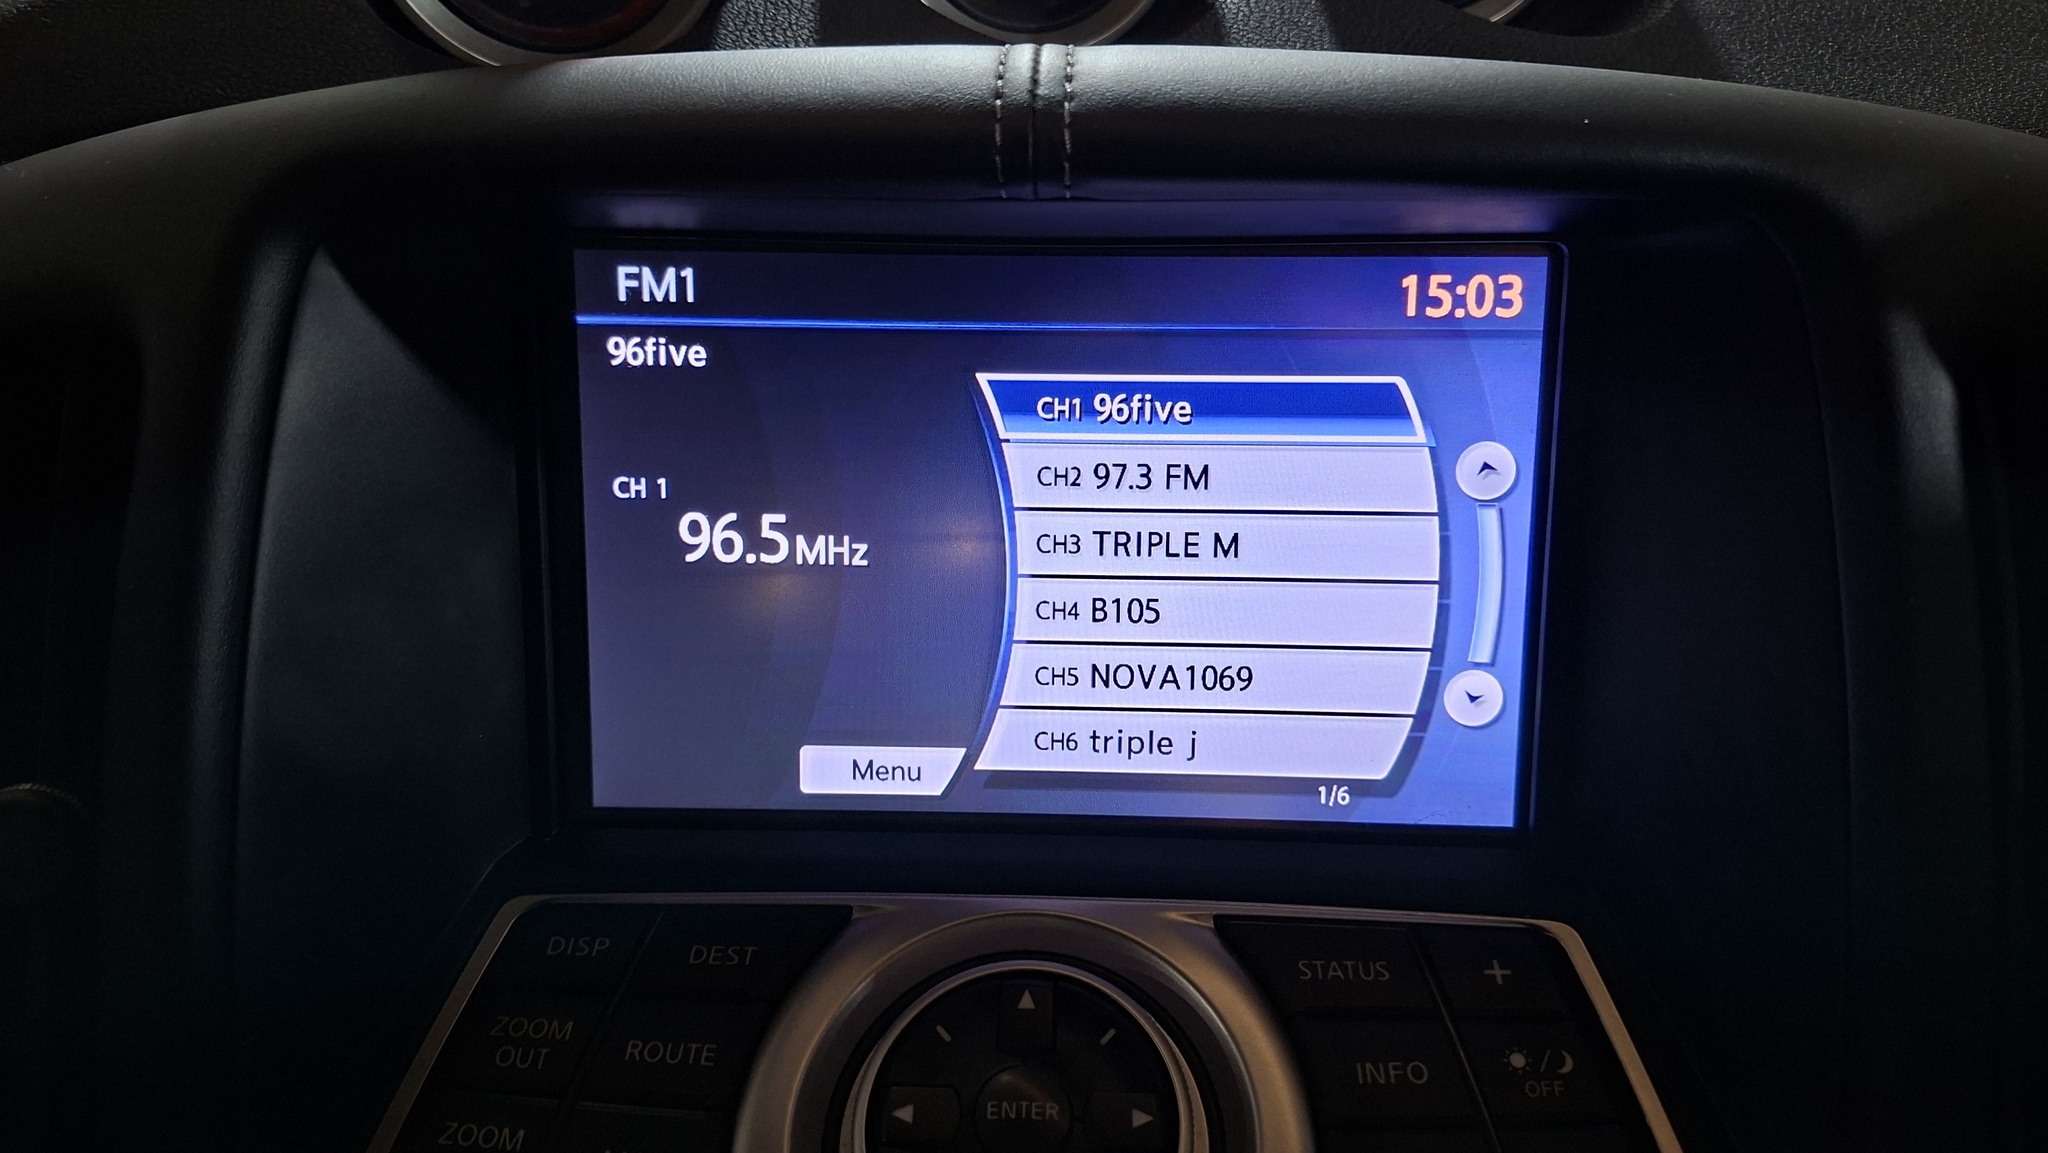 FM1
15:03
96five
CH 1
96.5MHz
CH1 96five
CH2 97.3 FM
CH3 TRIPLE M
CH4 B105
CH5 NOVA1069
CH6 triple j
1/6
Menu
DISP
DEST
ZOOM OUT
ROUTE
ZOOM
ENTER
STATUS
+
INFO
OFF